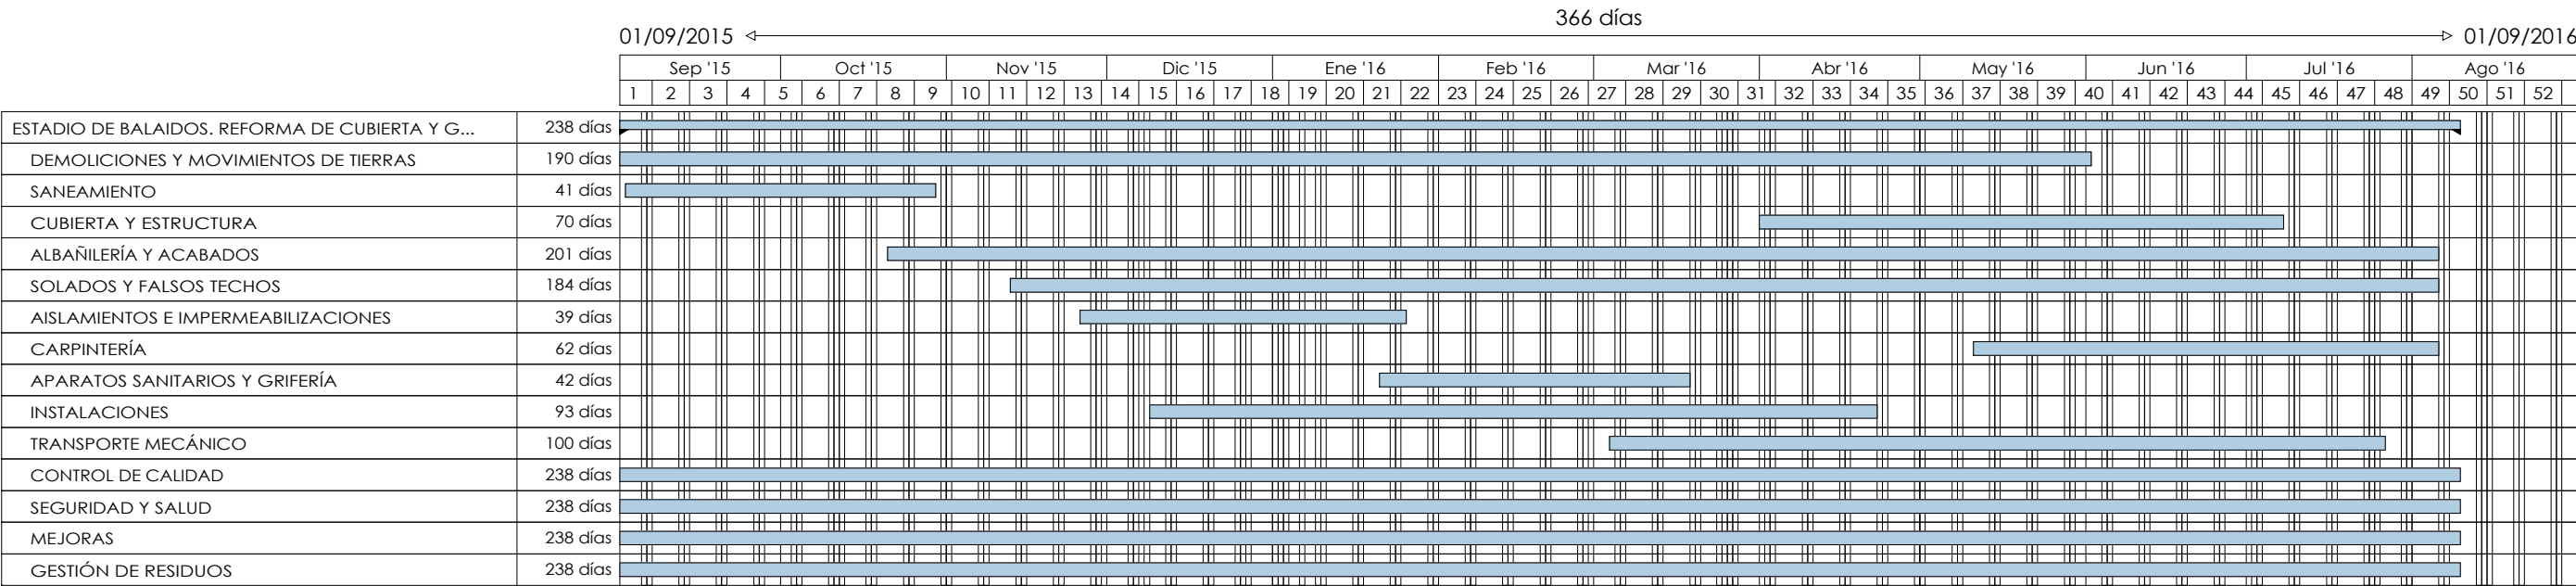 366 días
01/09/2015 01/09/2016
Sep '15 Oct '15 Nov '15 Dic '15 Ene '16 Feb '16 Mar '16 Abr '16 May '16 Jun '16 Jul '16 Ago '16
1 2 3 4 5 6 7 8 9 10 11 12 13 14 15 16 17 18 19 20 21 22 23 24 25 26 27 28 29 30 31 32 33 34 35 36 37 38 39 40 41 42 43 44 45 46 47 48 49 50 51 52
ESTADIO DE BALAIDOS. REFORMA DE CUBIERTA Y G... 238 días
DEMOLICIONES Y MOVIMIENTOS DE TIERRAS 190 días
SANEAMIENTO 41 días
CUBIERTA Y ESTRUCTURA 70 días
ALBAÑILERÍA Y ACABADOS 201 días
SOLADOS Y FALSOS TECHOS 184 días
AISLAMIENTOS E IMPERMEABILIZACIONES 39 días
CARPINTERÍA 62 días
APARATOS SANITARIOS Y GRIFERÍA 42 días
INSTALACIONES 93 días
TRANSPORTE MECÁNICO 100 días
CONTROL DE CALIDAD 238 días
SEGURIDAD Y SALUD 238 días
MEJORAS 238 días
GESTIÓN DE RESIDUOS 238 días